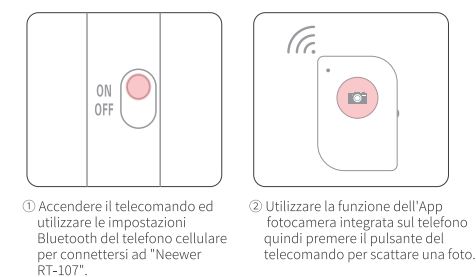 ON
OFF
① Accendere il telecomando ed
utilizzare le impostazioni
Bluetooth del telefono cellulare
per connettersi ad "Neewer
RT-107".
② Utilizzare la funzione dell'App
fotocamera integrata sul telefono
quindi premere il pulsante del
telecomando per scattare una foto.